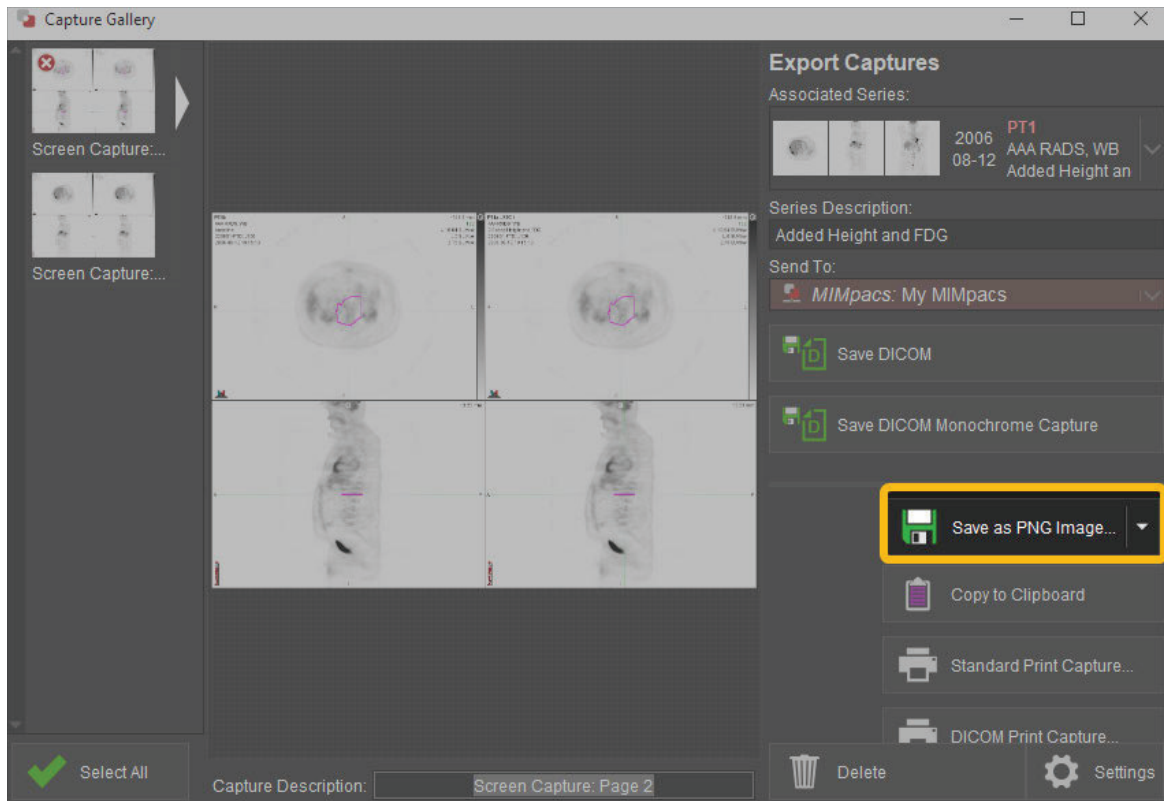 Capture Gallery
Screen Capture:...
Screen Capture:...
Select All
Capture Description:
Screen Capture: Page 2
Export Captures
Associated Series:
2006
08-12
PT1
AAA RADS, WB
Added Height an
Series Description:
Added Height and FDG
Send To:
MIMpacs: My MIMpacs
Save DICOM
Save DICOM Monochrome Capture
Save as PNG Image...
Copy to Clipboard
Standard Print Capture...
DICOM Print Capture...
Delete
Settings